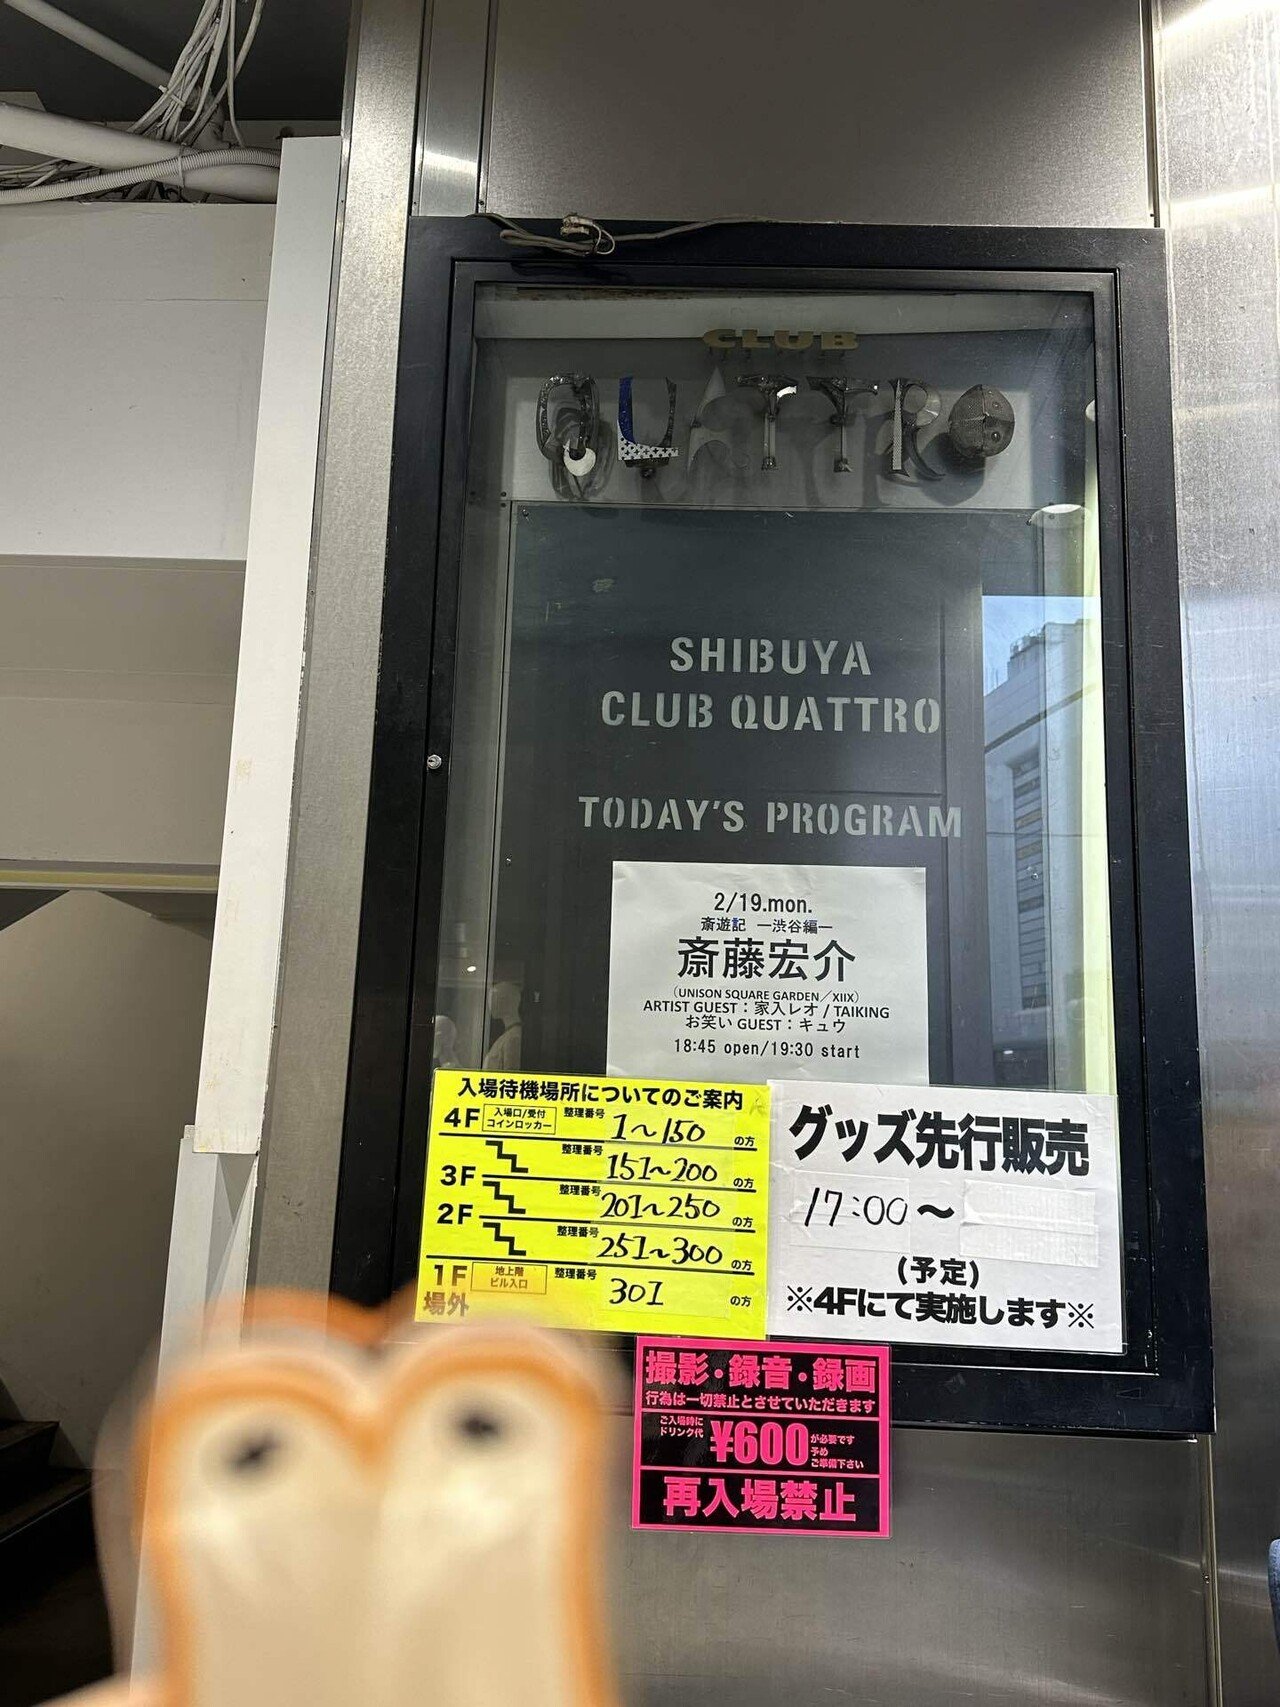 CLUB
QUATTRO
SHIBUYA
CLUB QUATTRO
TODAY'S PROGRAM
2/19.mon.
斎遊記 ー渋谷編ー
斎藤宏介
（UNISON SQUARE GARDEN／XIIX）
ARTIST GUEST：家入レオ / TAIKING
お笑い GUEST：キュウ
18:45 open/19:30 start
入場待機場所についてのご案内
4F 入場口/受付 コインロッカー 整理番号 1～150 の方
整理番号 151～200 の方
3F
整理番号 201～250 の方
2F
整理番号 251～300 の方
1F 地上階 ビル入口 整理番号 301 の方
場外
グッズ先行販売
17:00～
(予定)
※4Fにて実施します※
撮影・録音・録画
行為は一切禁止とさせていただきます
ご入場時に
ドリンク代
¥600
が必要です
予め
ご準備下さい
再入場禁止